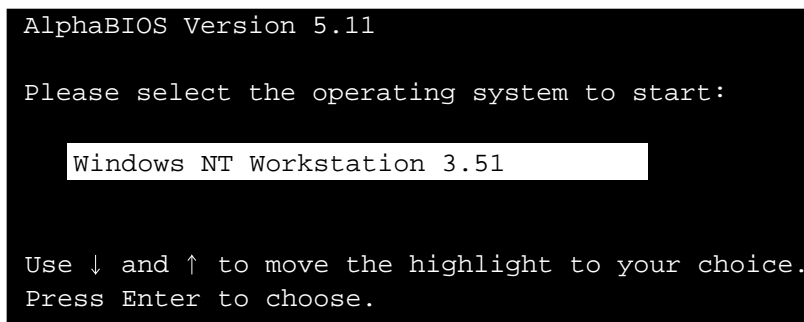 AlphaBIOS Version 5.11
Please select the operating system to start:
Windows NT Workstation 3.51
Use ↓ and ↑ to move the highlight to your choice.
Press Enter to choose.